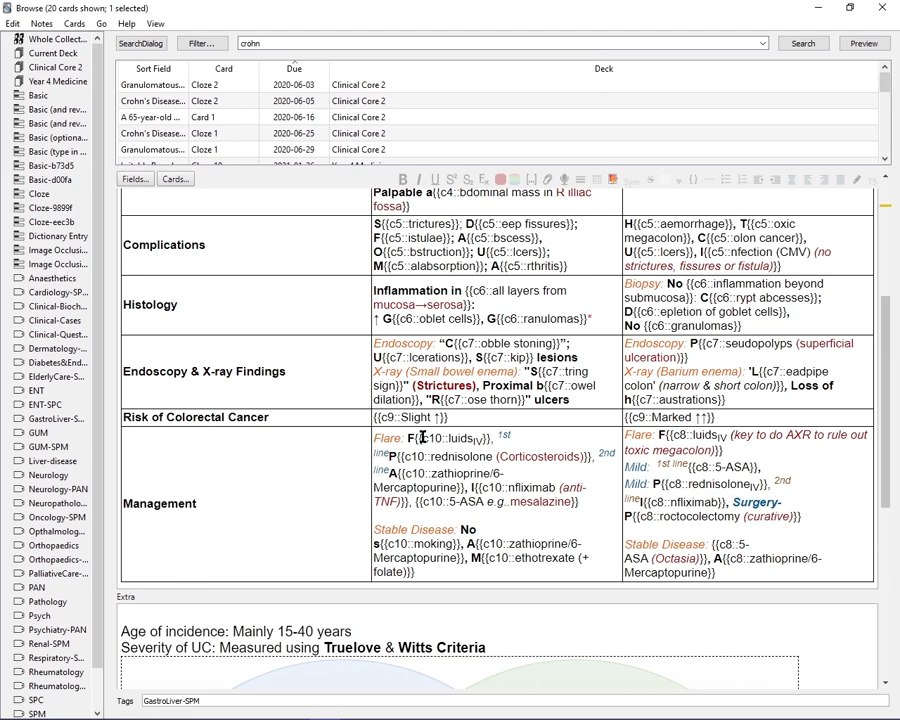 Browse (20 cards shown; 1 selected)
Edit Notes Cards Go Help View
Whole Collect...
Current Deck
Clinical Core 2
Year 4 Medicine
Basic
Basic (and rev...
Basic (and rev...
Basic (optiona...
Basic (type in ...
Basic-b73d5
Basic-d00fa
Cloze
Cloze-9899f
Cloze-eec3b
Dictionary Entry
Image Occlusi...
Image Occlusi...
Anaesthetics
Cardiology-SP...
Clinical-Bioch...
Clinical-Cases
Clinical-Quest...
Dermatology-...
Diabetes&End...
ElderlyCare-S...
ENT
ENT-SPC
GastroLiver-S...
GUM
GUM-SPM
Liver-disease
Neurology
Neurology-PAN
Neuropatholo...
Oncology-SPM
Opthalmolog...
Orthopaedics
Orthopaedics-...
PalliativeCare-...
PAN
Pathology
Psych
Psychiatry-PAN
Renal-SPM
Respiratory-S...
Rheumatology
Rheumatolog...
SPC
SPM
SearchDialog Filter... crohn Search Preview
Sort Field Card Due Deck
Granulomatous... Cloze 2 2020-06-03 Clinical Core 2
Crohn's Disease... Cloze 2 2020-06-05 Clinical Core 2
A 65-year-old ... Card 1 2020-06-16 Clinical Core 2
Crohn's Disease... Cloze 1 2020-06-25 Clinical Core 2
Granulomatous... Cloze 1 2020-06-29 Clinical Core 2
Fields... Cards...
Palpable a{{c4::bdominal mass in R illiac
fossa}}
Complications
S{{c5::trictures}}; D{{c5::eep fissures}};
F{{c5::istulae}}; A{{c5::bscess}},
O{{c5::bstruction}}; U{{c5::lcers}};
M{{c5::alabsorption}}; A{{c5::rthritis}}
H{{c5::aemorrhage}}, T{{c5::oxic
megacolon}}, C{{c5::olon cancer}},
U{{c5::lcers}}, I{{c5::nfection (CMV) (no
strictures, fissures or fistula)}}
Histology
Inflammation in {{c6::all layers from
mucosa→serosa}};
↑ G{{c6::oblet cells}}, G{{c6::ranulomas}}*
Biopsy: No {{c6::inflammation beyond
submucosa}}: C{{c6::rypt abcesses}};
D{{c6::epletion of goblet cells}},
No {{c6::granulomas}}
Endoscopy & X-ray Findings
Endoscopy: “C{{c7::obble stoning}}”;
U{{c7::lcerations}, S{{c7::kip}} lesions
X-ray (Small bowel enema): "S{{c7::tring
sign}}" (Strictures), Proximal b{{c7::owel
dilation}}, "R{{c7::ose thorn}}" ulcers
Endoscopy: P{{c7::seudopolyps (superficial
ulceration)}}
X-ray (Barium enema): 'L{{c7::eadpipe
colon' (narrow & short colon)}}, Loss of
h{{c7::austrations}}
Risk of Colorectal Cancer {{c9::Slight ↑}} {{c9::Marked ↑↑}}
Management
Flare: F{{c10::luidsIV}}, 1st
lineP{{c10::rednisolone (Corticosteroids)}}, 2nd
lineA{{c10::zathioprine/6-
Mercaptopurine}}, I{{c10::nfliximab (anti-
TNF)}}, {{c10::5-ASA e.g..mesalazine}}
Stable Disease: No
s{{c10::moking}}, A{{c10::zathioprine/6-
Mercaptopurine}}, M{{c10::ethotrexate (+
folate)}}
Flare: F{{c8::luidsIV (key to do AXR to rule out
toxic megacolon)}}
Mild: 1st line{{c8::5-ASA}},
Mild: P{{c8::rednisoloneIV}}, 2nd
lineI{{c8::nfliximab}}, Surgery-
P{{c8::roctocolectomy (curative)}}
Stable Disease: {{c8::5-
ASA (Octasia)}}, A{{c8::zathioprine/6-
Mercaptopurine}}
Extra
Age of incidence: Mainly 15-40 years
Severity of UC: Measured using Truelove & Witts Criteria
Tags GastroLiver-SPM